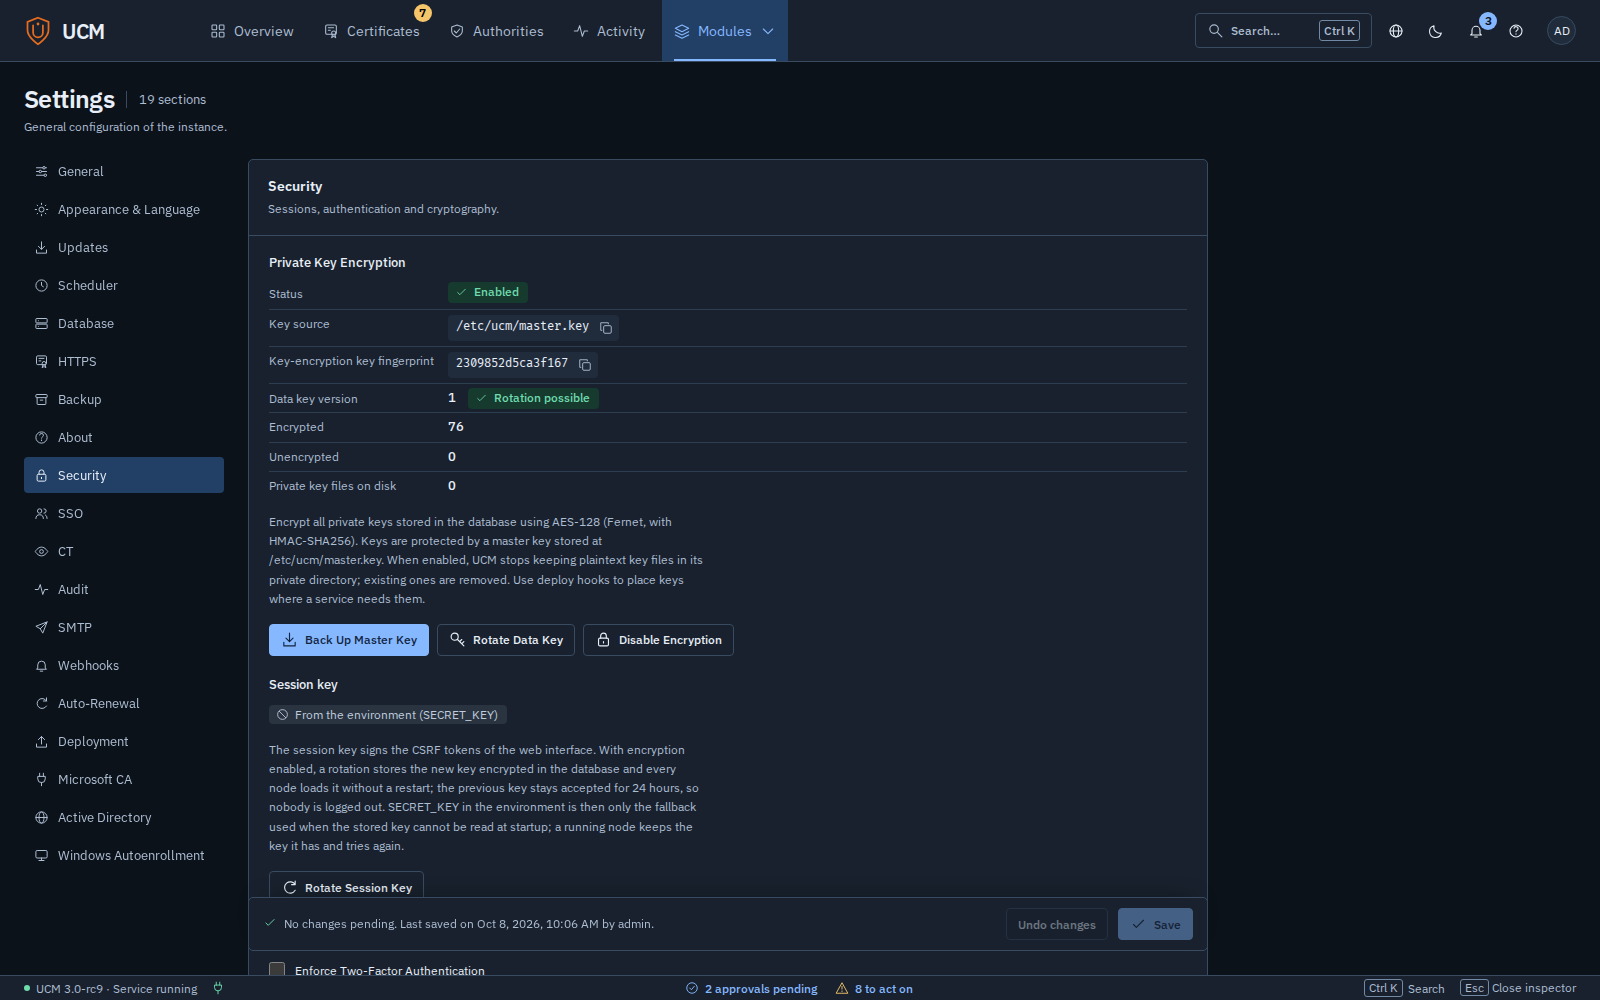 UCM
Overview
Certificates
7
Authorities
Activity
Modules
Search...
Ctrl K
3
AD
Settings
19 sections
General configuration of the instance.
General
Appearance & Language
Updates
Scheduler
Database
HTTPS
Backup
About
Security
SSO
CT
Audit
SMTP
Webhooks
Auto-Renewal
Deployment
Microsoft CA
Active Directory
Windows Autoenrollment
Security
Sessions, authentication and cryptography.
Private Key Encryption
Status
Enabled
Key source
/etc/ucm/master.key
Key-encryption key fingerprint
2309852d5ca3f167
Data key version
1
Rotation possible
Encrypted
76
Unencrypted
0
Private key files on disk
0
Encrypt all private keys stored in the database using AES-128 (Fernet, with
HMAC-SHA256). Keys are protected by a master key stored at
/etc/ucm/master.key. When enabled, UCM stops keeping plaintext key files in its
private directory; existing ones are removed. Use deploy hooks to place keys
where a service needs them.
Back Up Master Key
Rotate Data Key
Disable Encryption
Session key
From the environment (SECRET_KEY)
The session key signs the CSRF tokens of the web interface. With encryption
enabled, a rotation stores the new key encrypted in the database and every
node loads it without a restart; the previous key stays accepted for 24 hours, so
nobody is logged out. SECRET_KEY in the environment is then only the fallback
used when the stored key cannot be read at startup; a running node keeps the
key it has and tries again.
Rotate Session Key
No changes pending. Last saved on Oct 8, 2026, 10:06 AM by admin.
Undo changes
Save
Enforce Two-Factor Authentication
UCM 3.0-rc9 · Service running
2 approvals pending
8 to act on
Ctrl K Search
Esc Close inspector